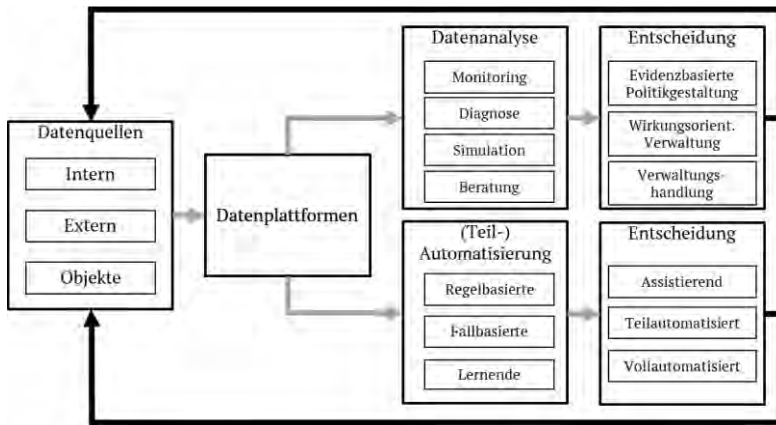 Datenquellen
Intern
Extern
Objekte
Datenplattformen
Datenanalyse
Monitoring
Diagnose
Simulation
Beratung
Entscheidung
Evidenzbasierte
Politikgestaltung
Wirkungsorient.
Verwaltung
Verwaltungs-
handlung
(Teil-)
Automatisierung
Regelbasierte
Fallbasierte
Lernende
Entscheidung
Assistierend
Teilautomatisiert
Vollautomatisiert